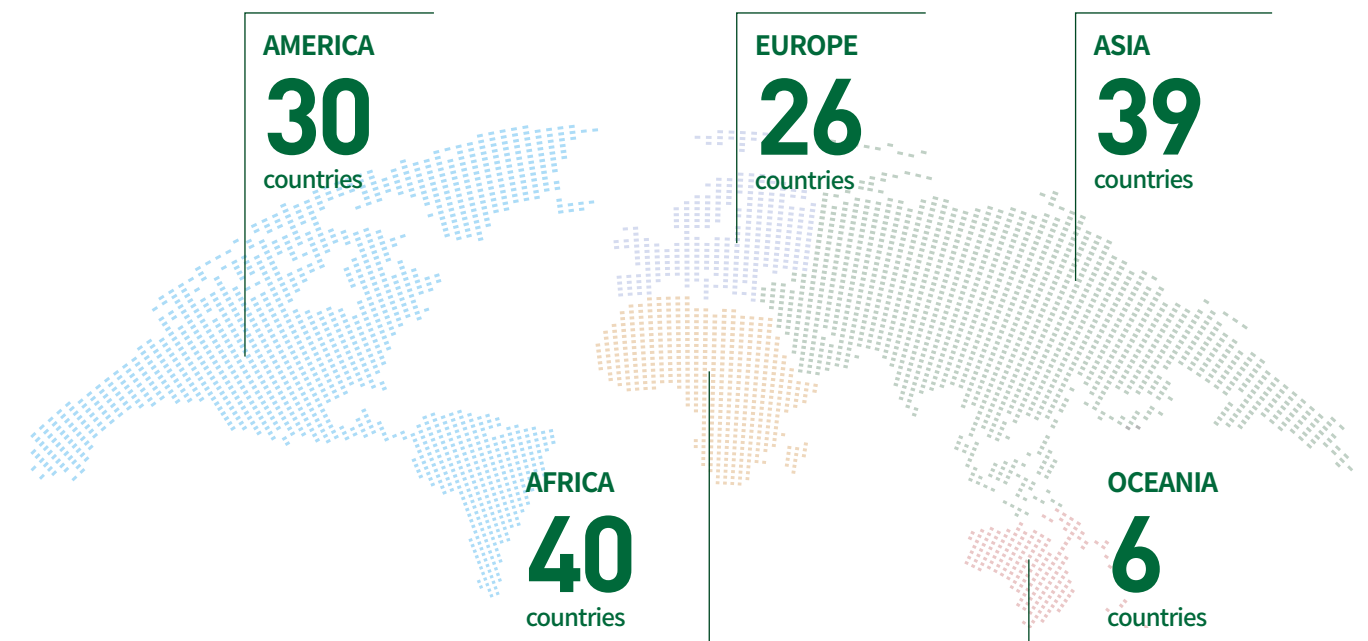 AMERICA
30
countries
EUROPE
26
countries
ASIA
39
countries
AFRICA
40
countries
OCEANIA
6
countries